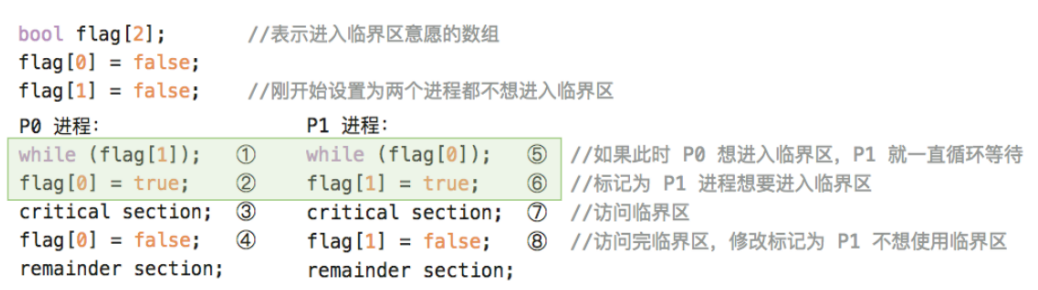 bool flag[2];          //表示进入临界区意愿的数组
flag[0] = false;
flag[1] = false;     //刚开始设置为两个进程都不想进入临界区
P0 进程:                    P1 进程:
while (flag[1]);    ①     while (flag[0]);    ⑤  //如果此时 P0 想进入临界区，P1 就一直循环等待
flag[0] = true;     ②     flag[1] = true;     ⑥  //标记为 P1 进程想要进入临界区
critical section;  ③     critical section;  ⑦  //访问临界区
flag[0] = false;    ④     flag[1] = false;    ⑧  //访问完临界区，修改标记为 P1 不想使用临界区
remainder section;        remainder section;